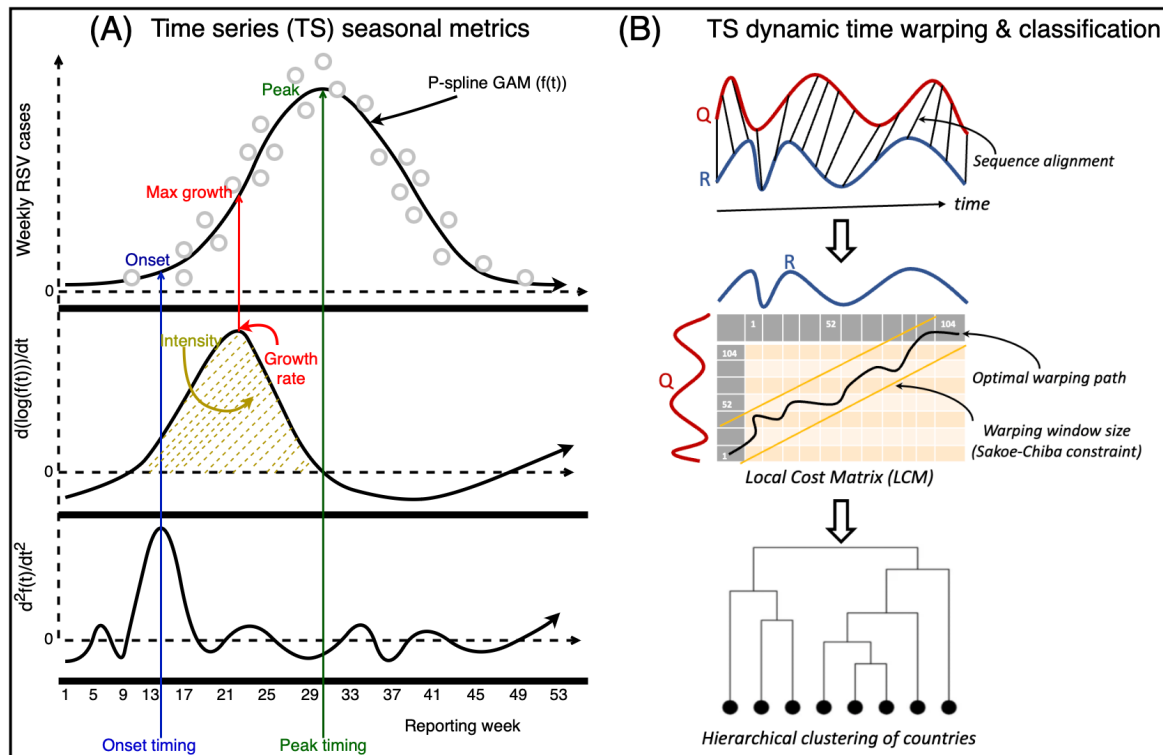 (A) Time series (TS) seasonal metrics
Weekly RSV cases
Peak
P-spline GAM (f(t))
Max growth
Onset
0
d(log(f(t)))/dt
Intensity
Growth
rate
0
d²f(t)/dt²
0
1 5 9 13 17 21 25 29 33 37 41 45 49 53
Reporting week
Onset timing
Peak timing
(B) TS dynamic time warping & classification
Q
R
Sequence alignment
time
R
Q
1 52 104
104
52
1
Optimal warping path
Warping window size
(Sakoe-Chiba constraint)
Local Cost Matrix (LCM)
Hierarchical clustering of countries